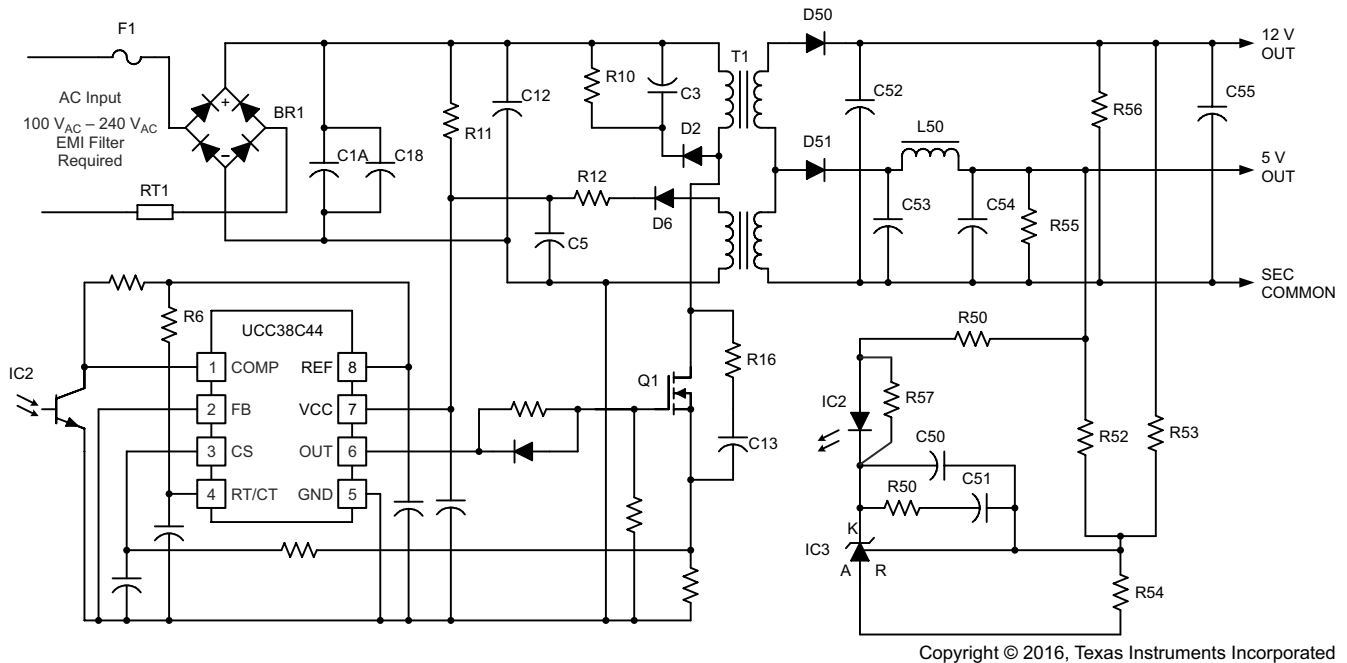 D50
12 V
OUT
F1
T1
AC Input
100 VAC – 240 VAC
EMI Filter
Required
+
–
BR1
R10
C3
C12
C52
R56
C55
R11
D2
L50
D51
C1A
C18
5 V
OUT
RT1
R12
D6
C5
C53
C54
R55
SEC
COMMON
R6
UCC38C44
R50
IC2
1 COMP
REF 8
2 FB
VCC 7
3 CS
OUT 6
4 RT/CT
GND 5
Q1
R16
C13
IC2
R57
R52
R53
C50
C51
R50
K
IC3
A
R
R54
Copyright © 2016, Texas Instruments Incorporated